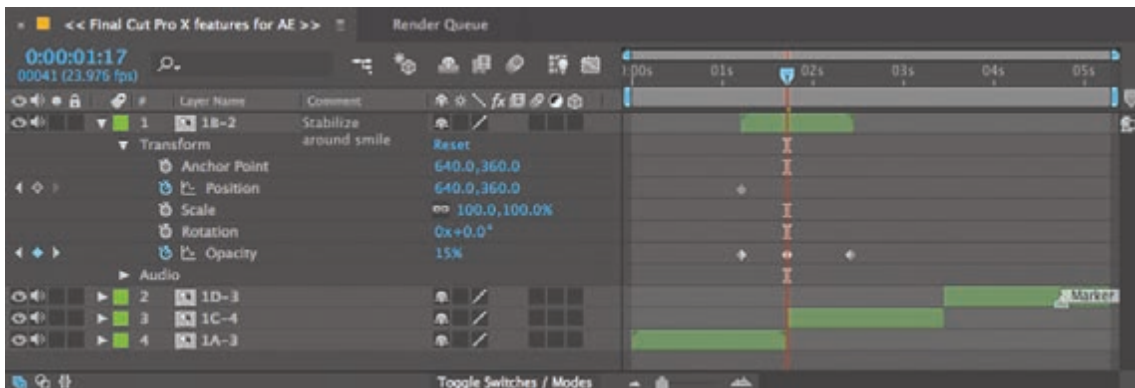 << Final Cut Pro X features for AE >> Render Queue
0:00:01:17
00041 (23.976 fps)
:00s 01s 02s 03s 04s 05s
# Layer Name Comment fx
1 1B-2 Stabilize around smile
Transform Reset
Anchor Point 640.0,360.0
Position 640.0,360.0
Scale 100.0,100.0%
Rotation 0x+0.0°
Opacity 15%
Audio
2 1D-3 Marker
3 1C-4
4 1A-3
Toggle Switches / Modes